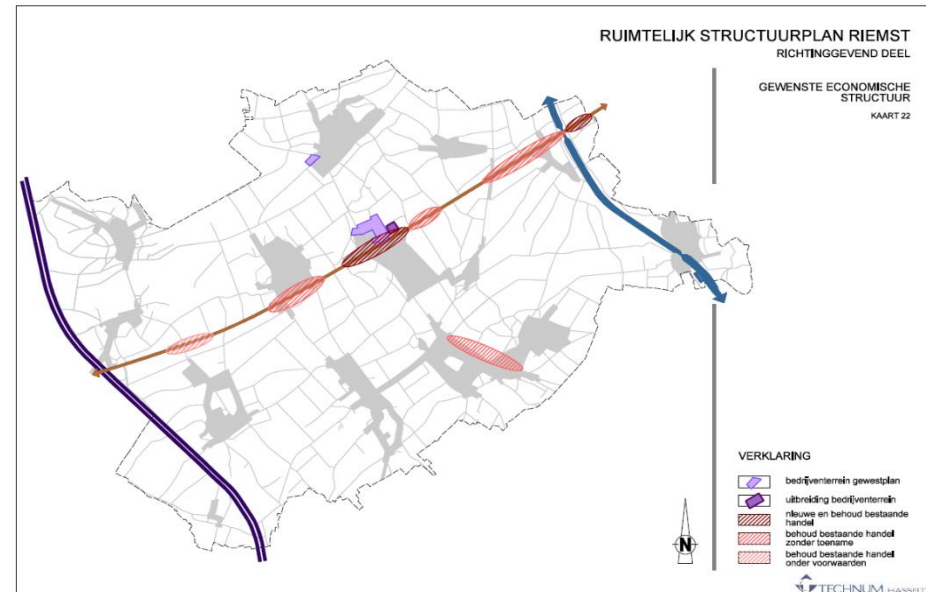 RUIMTELIJK STRUCTUURPLAN RIEMST
RICHTINGGEVEND DEEL
GEWENSTE ECONOMISCHE
STRUCTUUR
KAART 22
VERKLARING
bedrijventerrein gewestplan
uitbreiding bedrijventerrein
nieuwe en behoud bestaande
handel
behoud bestaande handel
zonder toename
behoud bestaande handel
onder voorwaarden
N
TECHNUM HASSELT